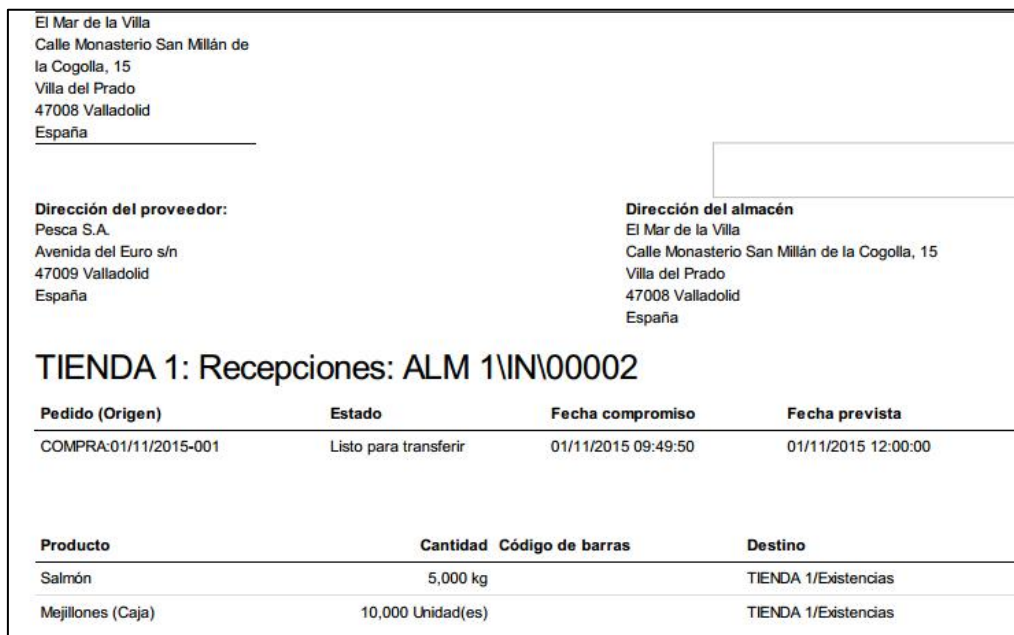 El Mar de la Villa
Calle Monasterio San Millán de
la Cogolla, 15
Villa del Prado
47008 Valladolid
España
Dirección del proveedor:
Pesca S.A.
Avenida del Euro s/n
47009 Valladolid
España
Dirección del almacén
El Mar de la Villa
Calle Monasterio San Millán de la Cogolla, 15
Villa del Prado
47008 Valladolid
España
TIENDA 1: Recepciones: ALM 1\IN\00002
Pedido (Origen) Estado Fecha compromiso Fecha prevista
COMPRA:01/11/2015-001 Listo para transferir 01/11/2015 09:49:50 01/11/2015 12:00:00
Producto Cantidad Código de barras Destino
Salmón 5,000 kg TIENDA 1/Existencias
Mejillones (Caja) 10,000 Unidad(es) TIENDA 1/Existencias